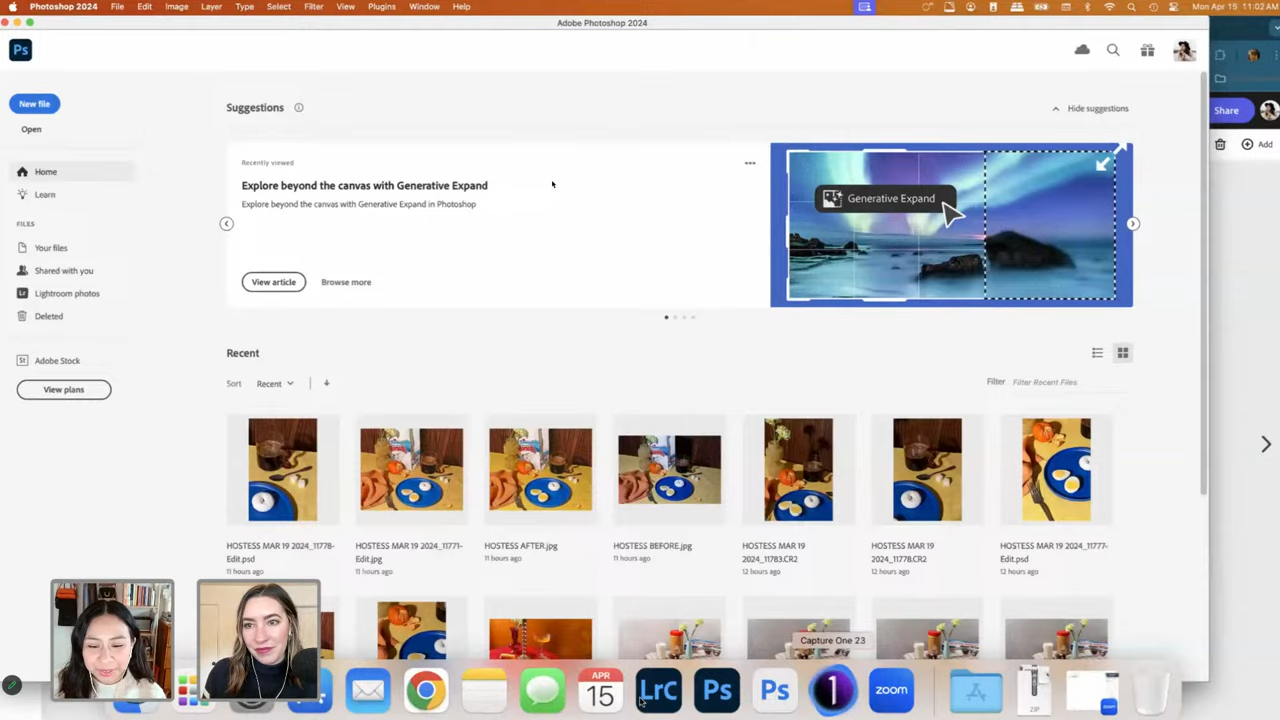 Photoshop 2024 File Edit Image Layer Type Select Filter View Plugins Window Help Mon Apr 15 11:02 AM
Adobe Photoshop 2024
Ps
New file
Open
Home
Learn
FILES
Your files
Shared with you
Lr Lightroom photos
Deleted
St Adobe Stock
View plans
Suggestions
Hide suggestions
Recently viewed
Explore beyond the canvas with Generative Expand
Explore beyond the canvas with Generative Expand in Photoshop
View article Browse more
Generative Expand
Share
Add
Recent
Sort Recent
Filter Filter Recent Files
HOSTESS MAR 19 2024_11778-
Edit.psd
11 hours ago
HOSTESS MAR 19 2024_11771-
Edit.jpg
11 hours ago
HOSTESS AFTER.jpg
11 hours ago
HOSTESS BEFORE.jpg
11 hours ago
HOSTESS MAR 19
2024_11783.CR2
12 hours ago
HOSTESS MAR 19
2024_11778.CR2
12 hours ago
HOSTESS MAR 19 2024_11777-
Edit.psd
12 hours ago
Capture One 23
APR
15
LrC
Ps
Ps
1
zoom
ZIP
zoom